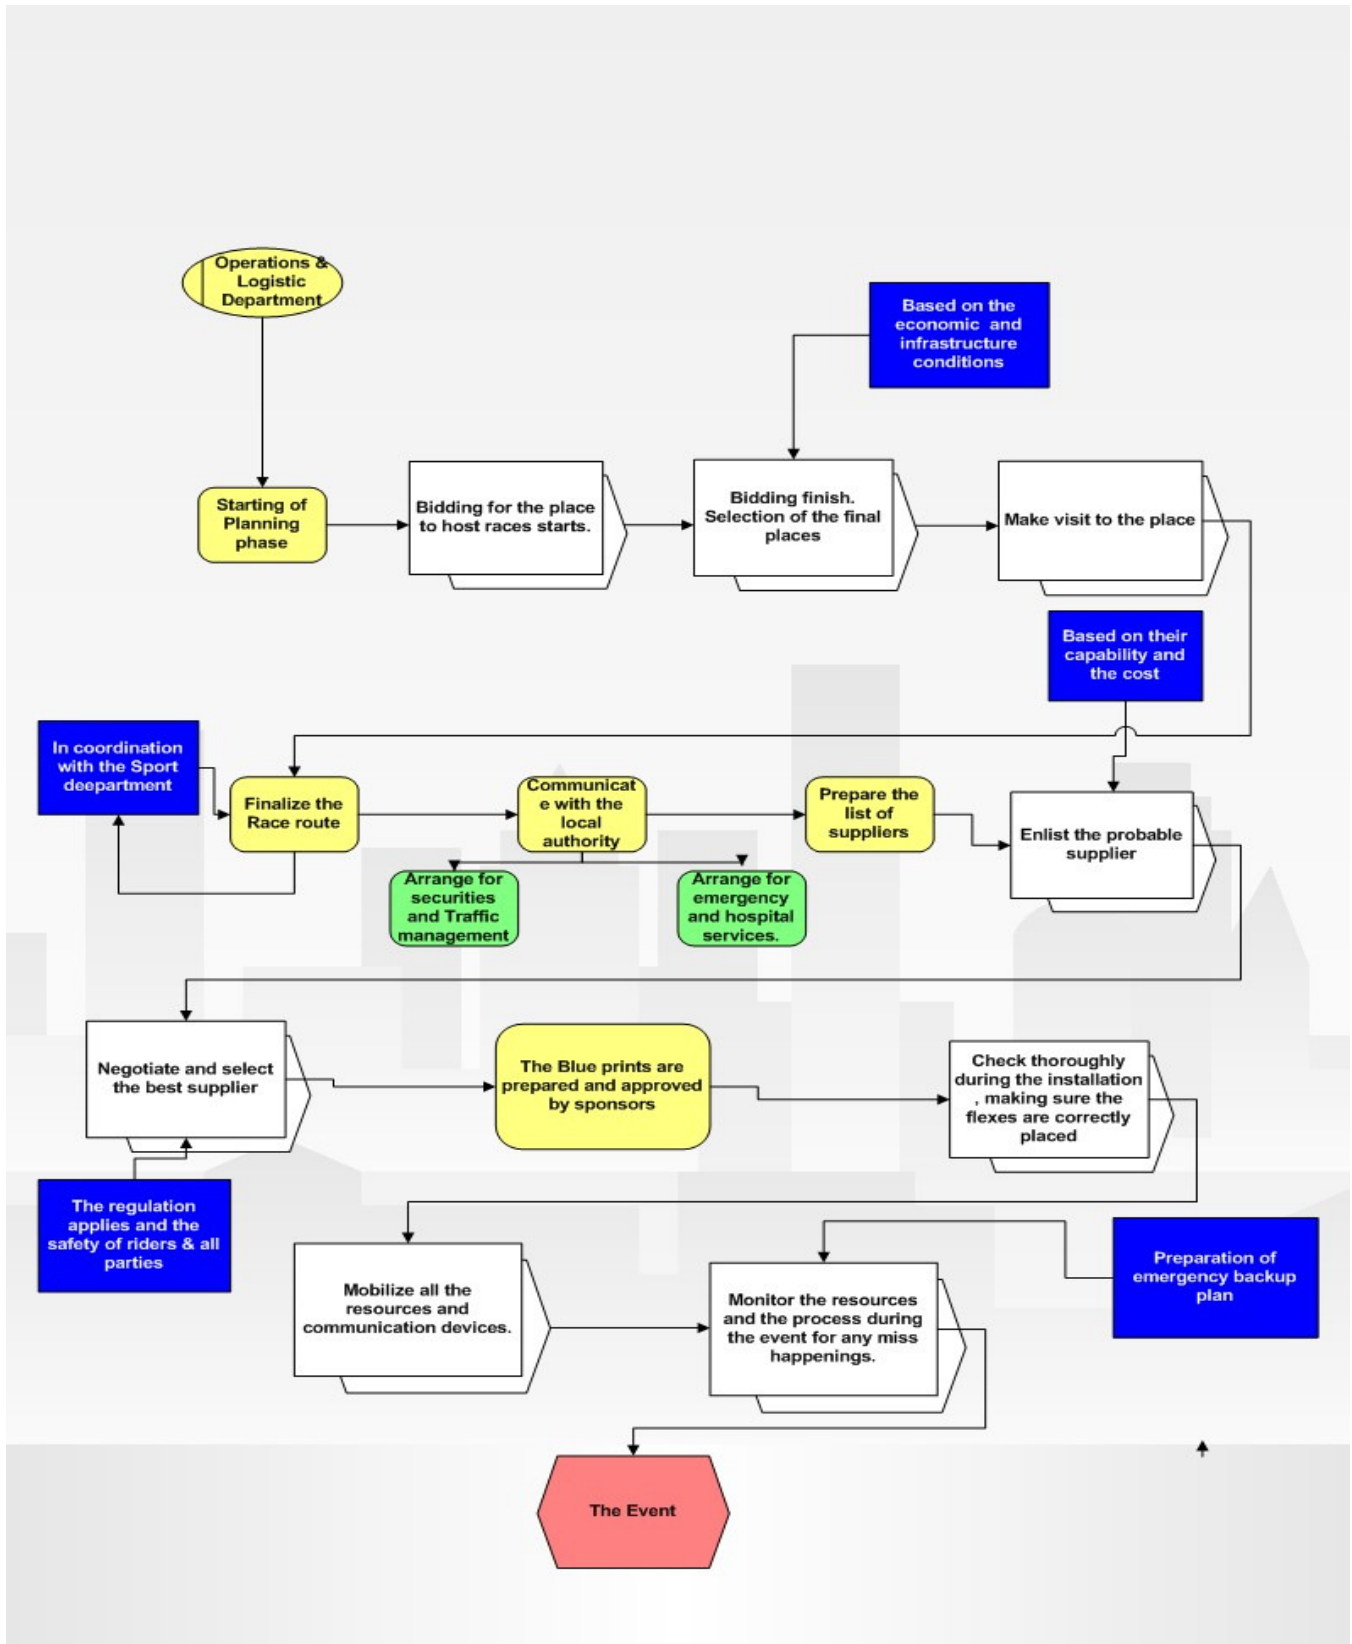 Operations &
Logistic
Department
Based on the
economic and
infrastructure
conditions
Starting of
Planning
phase
Bidding for the place
to host races starts.
Bidding finish.
Selection of the final
places
Make visit to the place
Based on their
capability and
the cost
In coordination
with the Sport
deepartment
Finalize the
Race route
Communicat
e with the
local
authority
Prepare the
list of
suppliers
Enlist the probable
supplier
Arrange for
securities
and Traffic
management
Arrange for
emergency
and hospital
services.
Negotiate and select
the best supplier
The Blue prints are
prepared and approved
by sponsors
Check thoroughly
during the installation
, making sure the
flexes are correctly
placed
The regulation
applies and the
safety of riders & all
parties
Mobilize all the
resources and
communication devices.
Monitor the resources
and the process during
the event for any miss
happenings.
Preparation of
emergency backup
plan
The Event